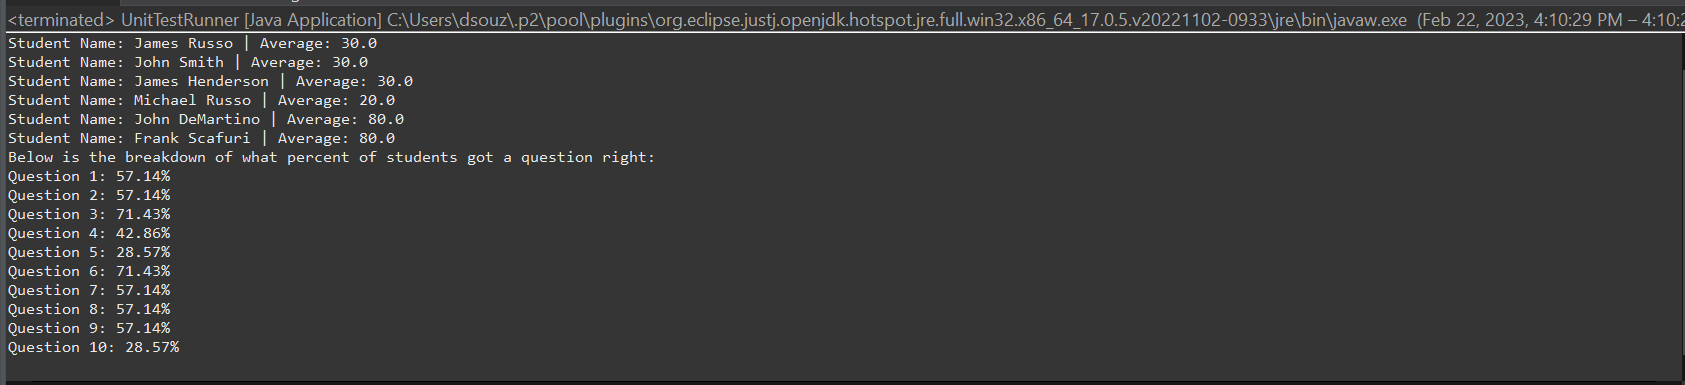 <terminated> UnitTestRunner [Java Application] C:\Users\dsouz\.p2\pool\plugins\org.eclipse.justj.openjdk.hotspot.jre.full.win32.x86_64_17.0.5.v20221102-0933\jre\bin\javaw.exe (Feb 22, 2023, 4:10:29 PM – 4:10:2
Student Name: James Russo | Average: 30.0
Student Name: John Smith | Average: 30.0
Student Name: James Henderson | Average: 30.0
Student Name: Michael Russo | Average: 20.0
Student Name: John DeMartino | Average: 80.0
Student Name: Frank Scafuri | Average: 80.0
Below is the breakdown of what percent of students got a question right:
Question 1: 57.14%
Question 2: 57.14%
Question 3: 71.43%
Question 4: 42.86%
Question 5: 28.57%
Question 6: 71.43%
Question 7: 57.14%
Question 8: 57.14%
Question 9: 57.14%
Question 10: 28.57%